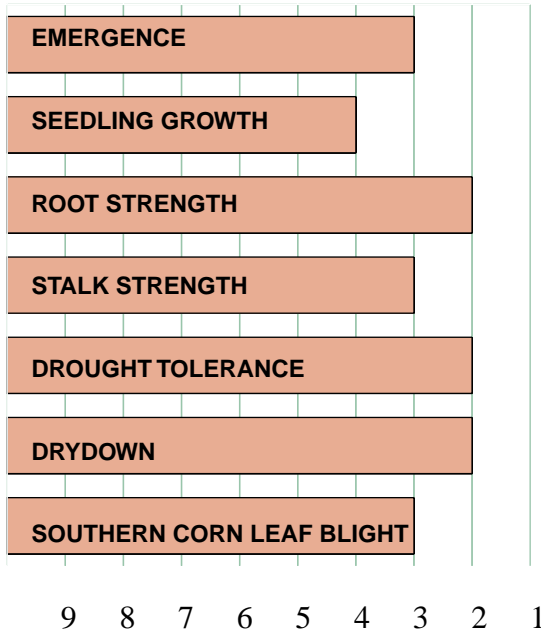 EMERGENCE
SEEDLING GROWTH
ROOT STRENGTH
STALK STRENGTH
DROUGHT TOLERANCE
DRYDOWN
SOUTHERN CORN LEAF BLIGHT
9 8 7 6 5 4 3 2 1